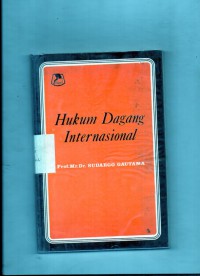 Hukum Dagang
Internasional
Prof. Mr. Dr. SUDARGO GAUTAMA